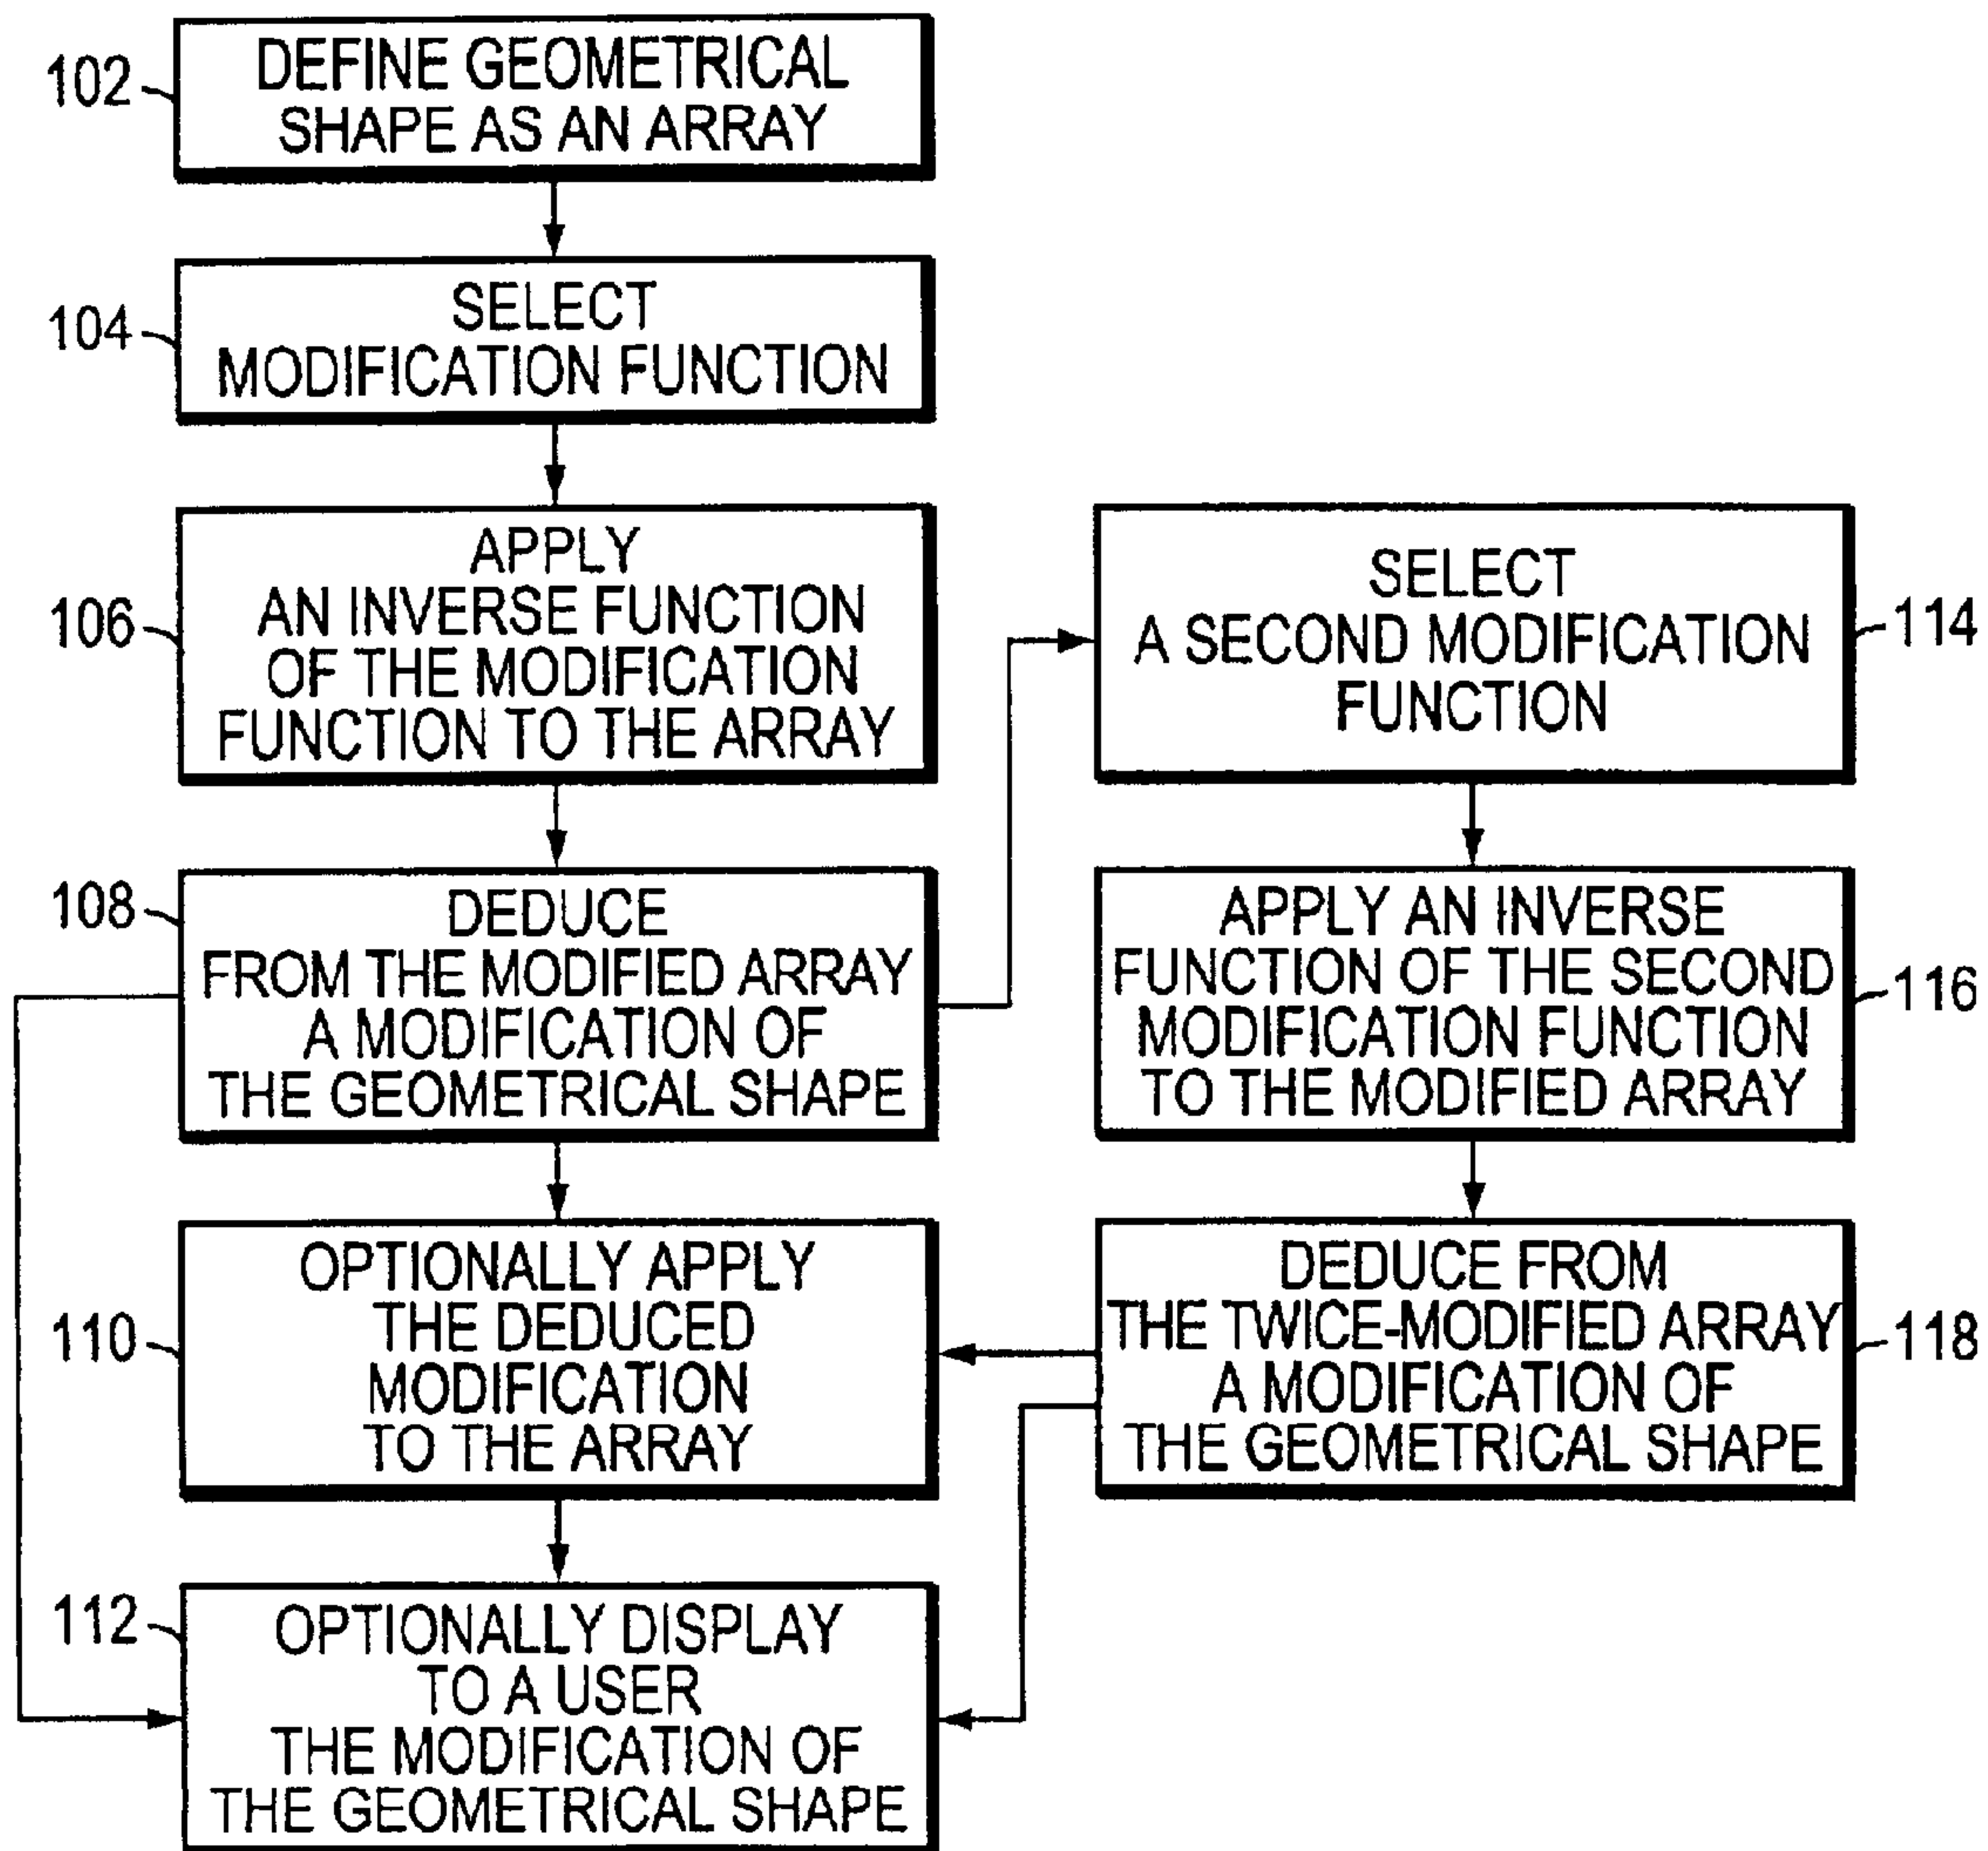 102
DEFINE GEOMETRICAL
SHAPE AS AN ARRAY
104
SELECT
MODIFICATION FUNCTION
106
APPLY
AN INVERSE FUNCTION
OF THE MODIFICATION
FUNCTION TO THE ARRAY
108
DEDUCE
FROM THE MODIFIED ARRAY
A MODIFICATION OF
THE GEOMETRICAL SHAPE
110
OPTIONALLY APPLY
THE DEDUCED
MODIFICATION
TO THE ARRAY
112
OPTIONALLY DISPLAY
TO A USER
THE MODIFICATION OF
THE GEOMETRICAL SHAPE
SELECT
A SECOND MODIFICATION
FUNCTION
114
APPLY AN INVERSE
FUNCTION OF THE SECOND
MODIFICATION FUNCTION
TO THE MODIFIED ARRAY
116
DEDUCE FROM
THE TWICE-MODIFIED ARRAY
A MODIFICATION OF
THE GEOMETRICAL SHAPE
118